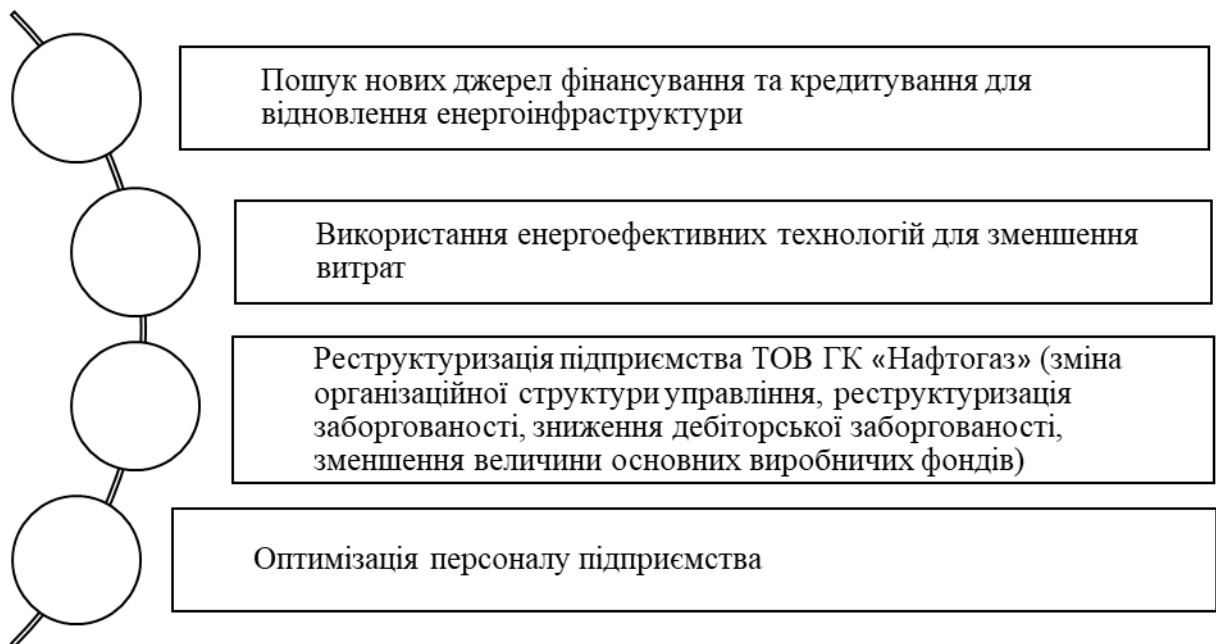 Пошук нових джерел фінансування та кредитування для
відновлення енергоінфраструктури
Використання енергоефективних технологій для зменшення
витрат
Реструктуризація підприємства ТОВ ГК «Нафтогаз» (зміна
організаційної структури управління, реструктуризація
заборгованості, зниження дебіторської заборгованості,
зменшення величини основних виробничих фондів)
Оптимізація персоналу підприємства